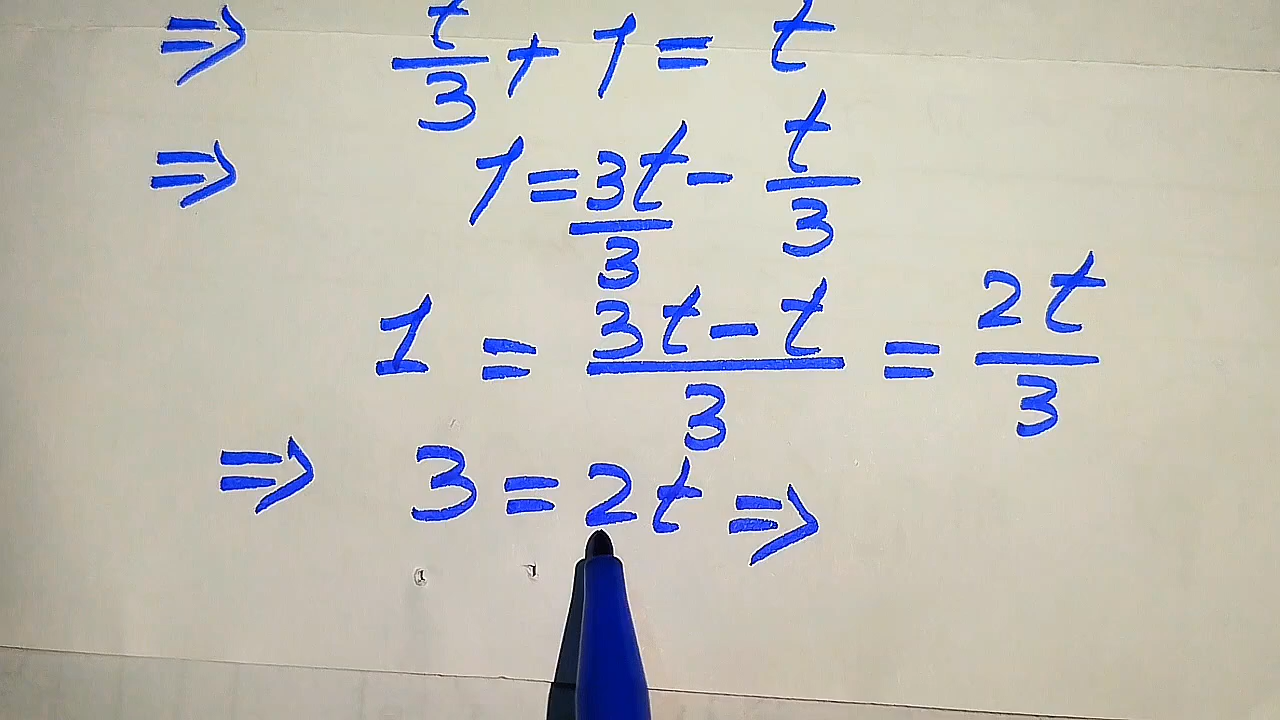 ⇒ t/3 + 1 = t
⇒ 1 = 3t/3 - t/3
1 = (3t - t)/3 = 2t/3
⇒ 3 = 2t ⇒